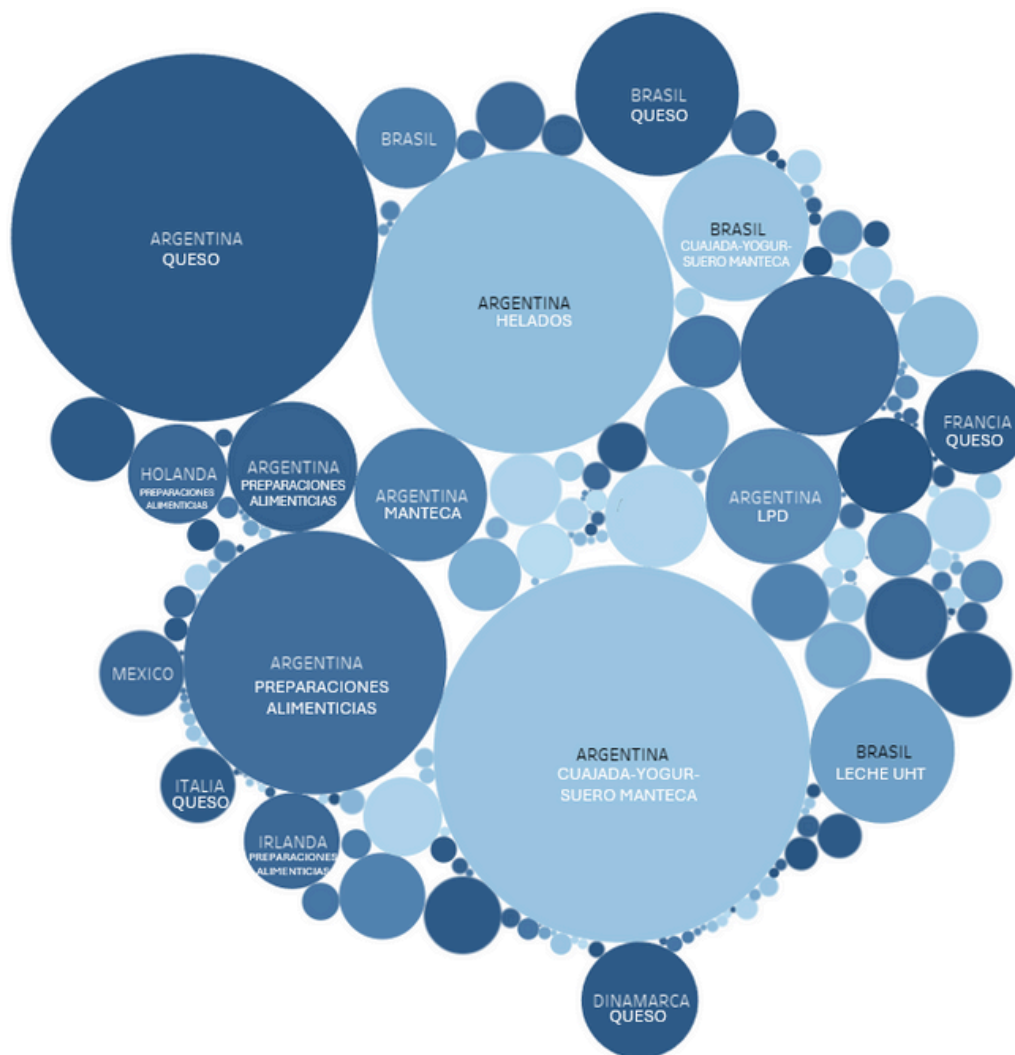 BRASIL
QUESO
BRASIL
ARGENTINA
QUESO
BRASIL
CUAJADA-YOGUR-
SUERO MANTECA
ARGENTINA
HELADOS
FRANCIA
QUESO
HOLANDA
PREPARACIONES
ALIMENTICIAS
ARGENTINA
PREPARACIONES
ALIMENTICIAS
ARGENTINA
MANTECA
ARGENTINA
LPD
MEXICO
ARGENTINA
PREPARACIONES
ALIMENTICIAS
ARGENTINA
CUAJADA-YOGUR-
SUERO MANTECA
BRASIL
LECHE UHT
ITALIA
QUESO
IRLANDA
PREPARACIONES
ALIMENTICIAS
DINAMARCA
QUESO